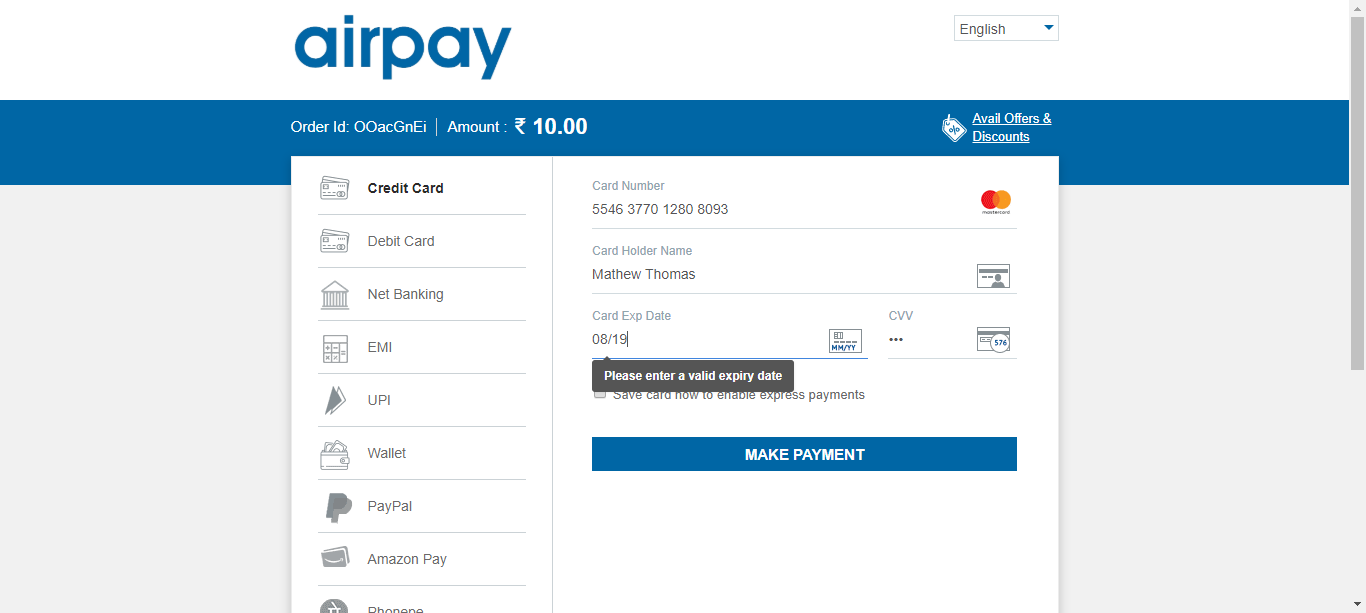 airpay
English
Order Id: OOacGnEi | Amount : ₹ 10.00
Avail Offers &
Discounts
Credit Card
Debit Card
Net Banking
EMI
UPI
Wallet
PayPal
Amazon Pay
Phonepe
Card Number
5546 3770 1280 8093
mastercard
Card Holder Name
Mathew Thomas
Card Exp Date
08/19
MM/YY
CVV
•••
576
Please enter a valid expiry date
Save card now to enable express payments
MAKE PAYMENT